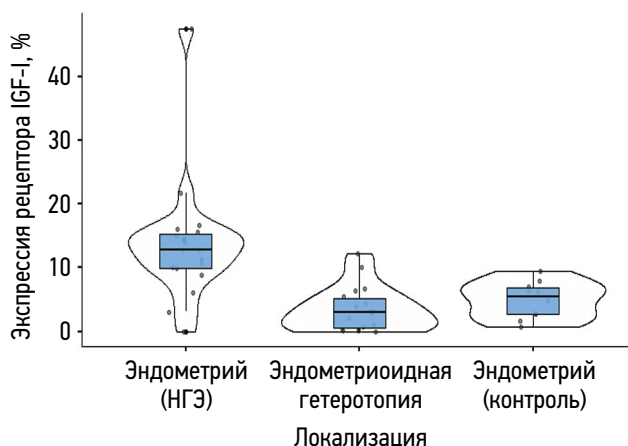 Экспрессия рецептора IGF-I, %
40
30
20
10
0
Эндометрий
(НГЭ)
Эндометриоидная
гетеротопия
Эндометрий
(контроль)
Локализация